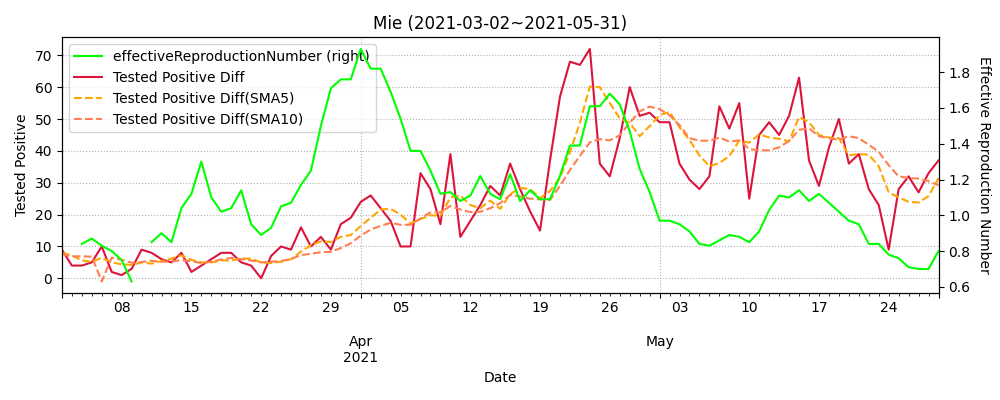 Mie (2021-03-02~2021-05-31)
effectiveReproductionNumber (right)
Tested Positive Diff
Tested Positive Diff(SMA5)
Tested Positive Diff(SMA10)
Tested Positive
70
60
50
40
30
20
10
0
Effective Reproduction Number
1.8
1.6
1.4
1.2
1.0
0.8
0.6
08 15 22 29 05 12 19 26 03 10 17 24
Apr May
2021
Date